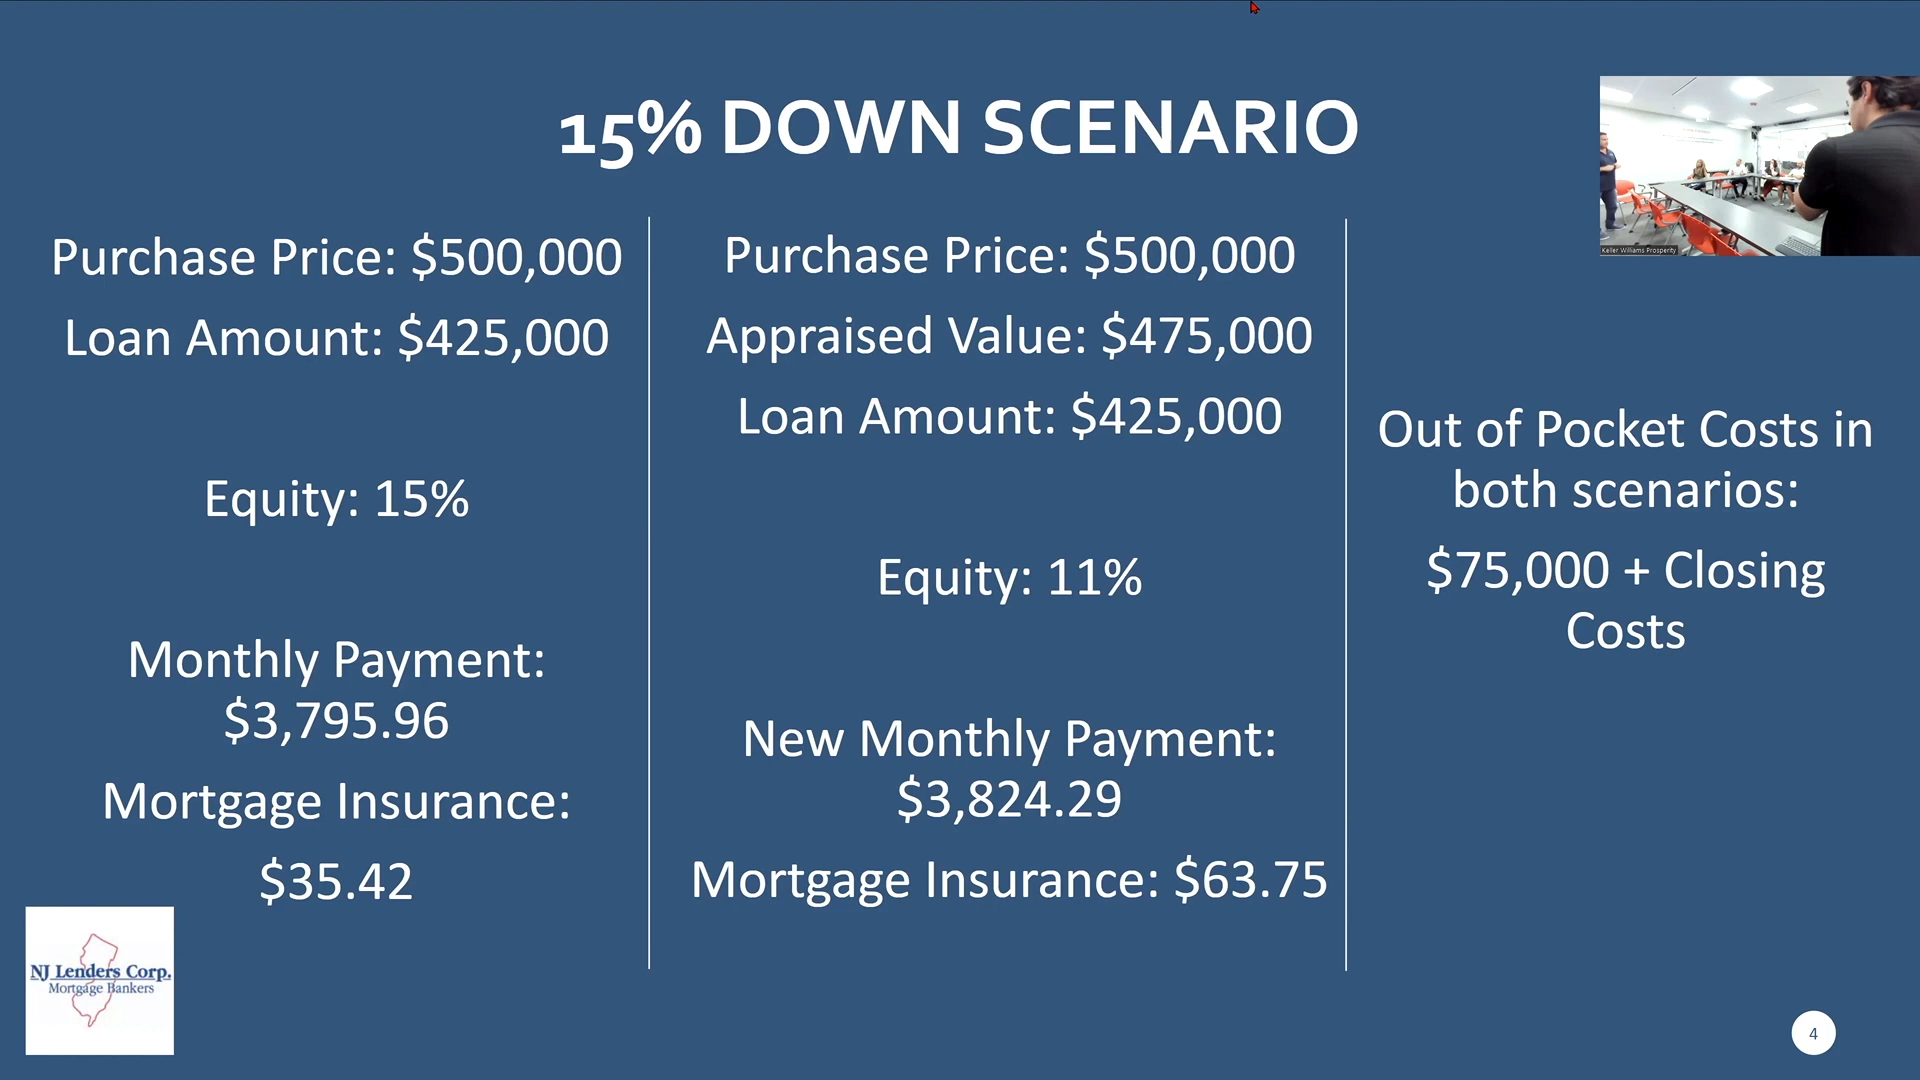 15% DOWN SCENARIO
Purchase Price: $500,000
Loan Amount: $425,000
Equity: 15%
Monthly Payment:
$3,795.96
Mortgage Insurance:
$35.42
Purchase Price: $500,000
Appraised Value: $475,000
Loan Amount: $425,000
Equity: 11%
New Monthly Payment:
$3,824.29
Mortgage Insurance: $63.75
Out of Pocket Costs in
both scenarios:
$75,000 + Closing
Costs
Keller Williams Prosperity
NJ Lenders Corp.
Mortgage Bankers
4